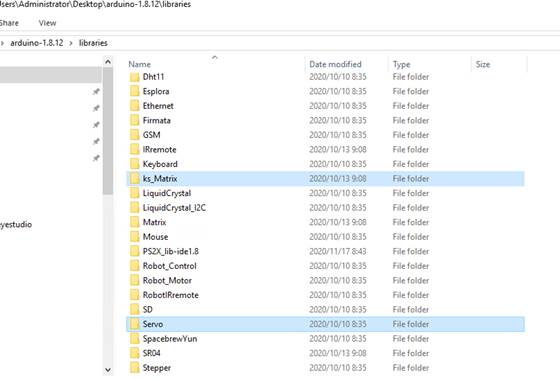 Users\Administrator\Desktop\arduino-1.8.12\libraries
Share View
arduino-1.8.12 > libraries
Name Date modified Type Size
Dht11 2020/10/10 8:35 File folder
Esplora 2020/10/10 8:35 File folder
Ethernet 2020/10/10 8:35 File folder
Firmata 2020/10/10 8:35 File folder
GSM 2020/10/10 8:35 File folder
IRremote 2020/10/13 9:08 File folder
Keyboard 2020/10/10 8:35 File folder
ks_Matrix 2020/10/13 9:08 File folder
LiquidCrystal 2020/10/10 8:35 File folder
LiquidCrystal_I2C 2020/10/10 8:35 File folder
Matrix 2020/10/13 9:08 File folder
eyestudio
Mouse 2020/10/10 8:35 File folder
PS2X_lib-ide1.8 2020/11/17 8:43 File folder
Robot_Control 2020/10/10 8:35 File folder
Robot_Motor 2020/10/10 8:35 File folder
RobotIRremote 2020/10/10 8:35 File folder
SD 2020/10/10 8:35 File folder
Servo 2020/10/10 8:35 File folder
SpacebrewYun 2020/10/10 8:35 File folder
SR04 2020/10/13 9:08 File folder
Stepper 2020/10/10 8:35 File folder